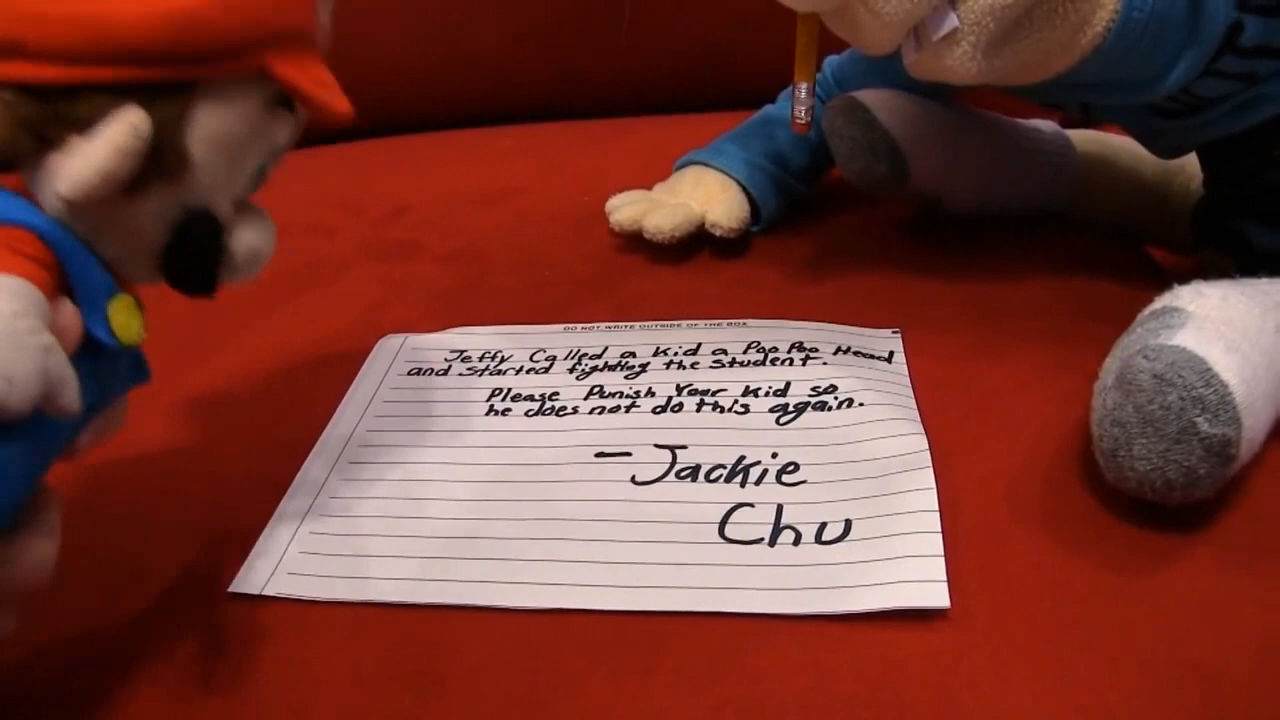 DO NOT WRITE OUTSIDE OF THE BOX
Jeffy Called a kid a Poo Poo Head
and started fighting the student.
Please Punish Your kid so
he does not do this again.
- Jackie
Chu